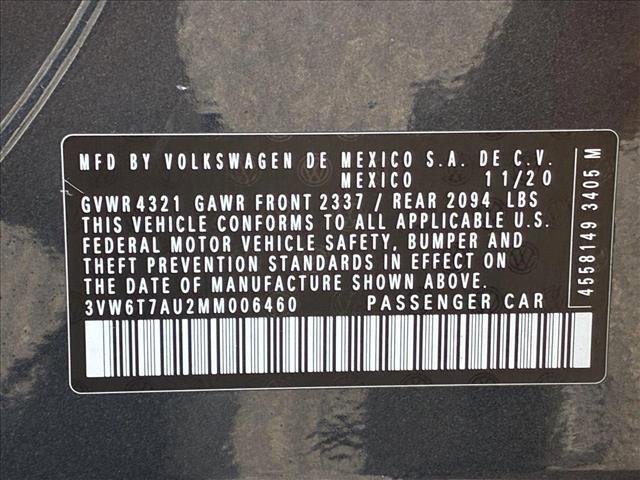 MFD BY VOLKSWAGEN DE MEXICO S.A. DE C.V.
MEXICO 11/20
GVWR 4321 GAWR FRONT 2337 / REAR 2094 LBS
THIS VEHICLE CONFORMS TO ALL APPLICABLE U.S.
FEDERAL MOTOR VEHICLE SAFETY, BUMPER AND
THEFT PREVENTION STANDARDS IN EFFECT ON
THE DATE OF MANUFACTURE SHOWN ABOVE.
3VW6T7AU2MM006460 PASSENGER CAR
4558149 3405 M